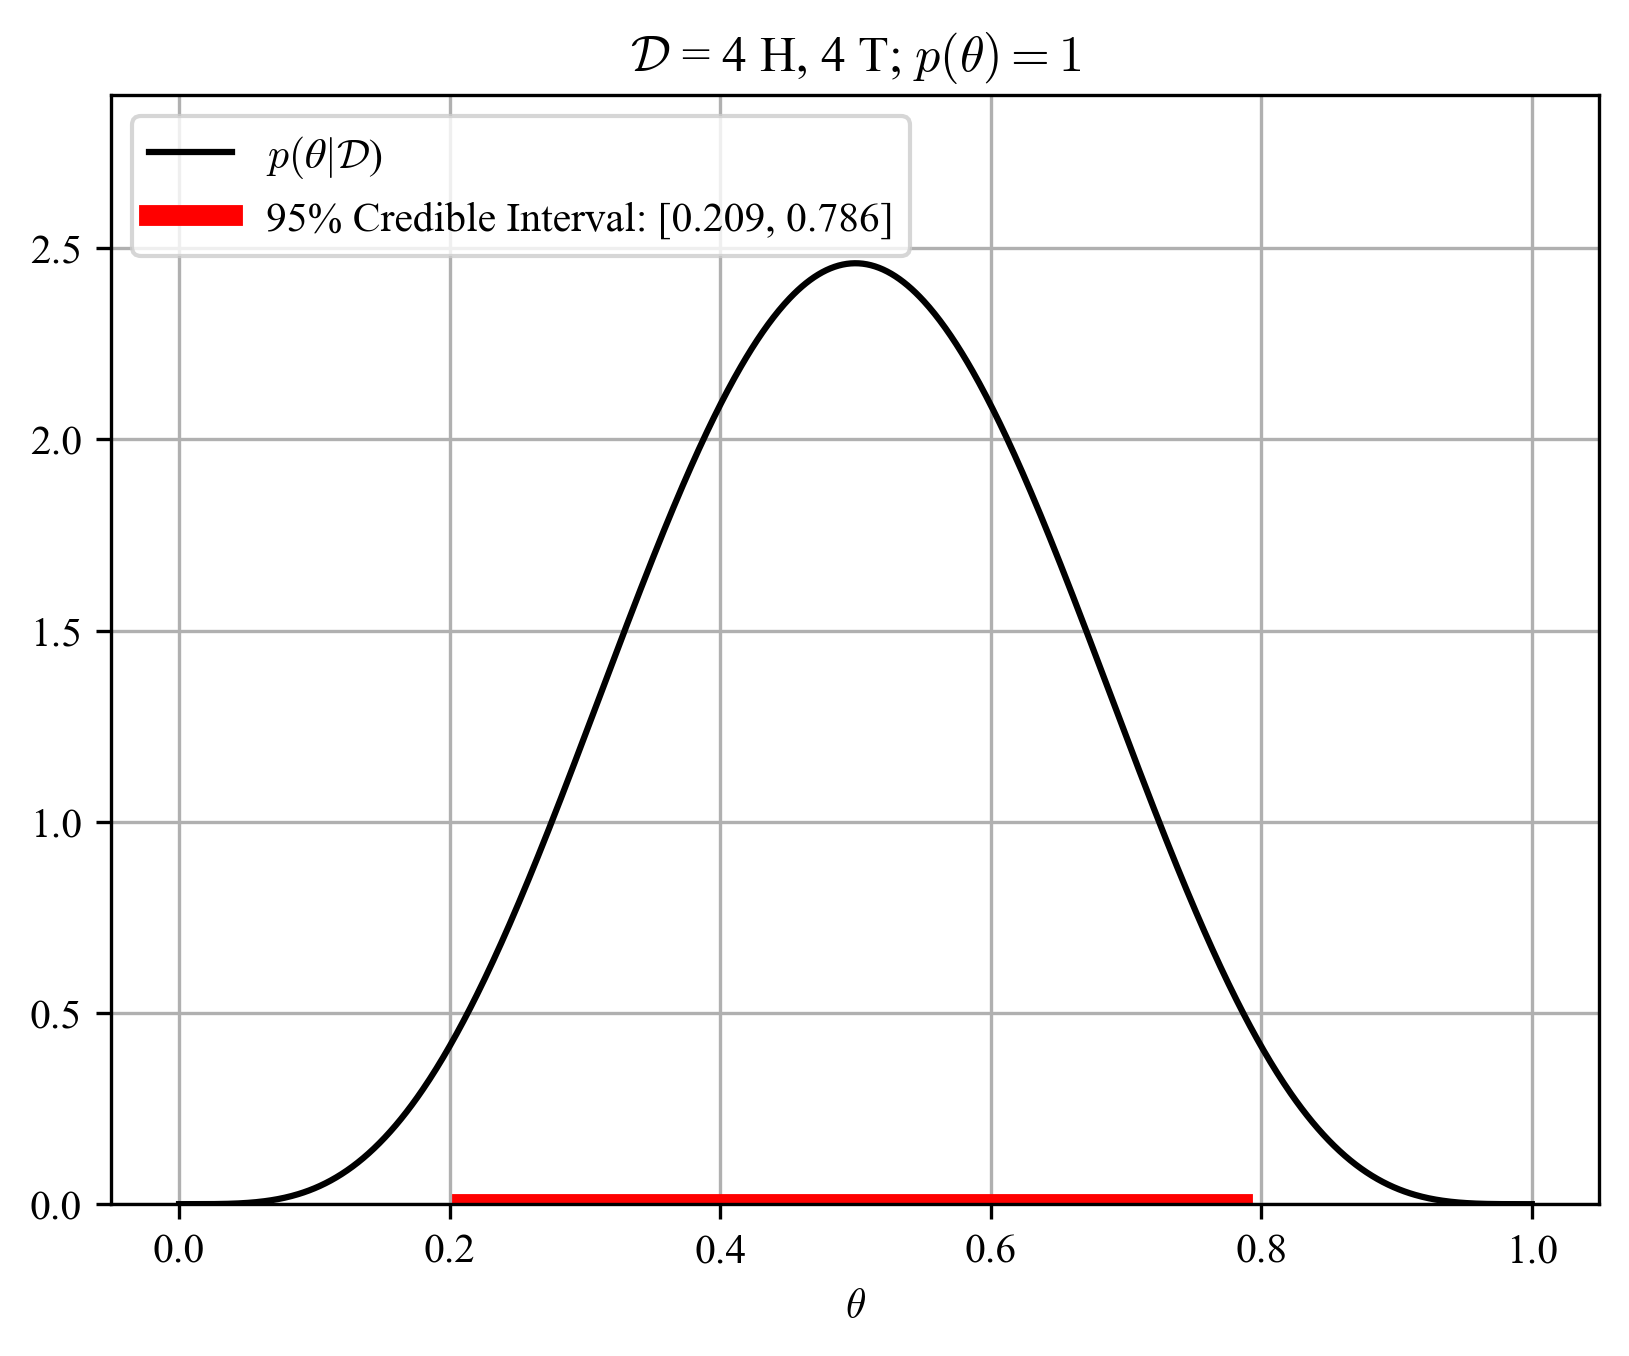 𝒟 = 4 H, 4 T; p(θ) = 1
p(θ|𝒟)
95% Credible Interval: [0.209, 0.786]
2.5
2.0
1.5
1.0
0.5
0.0
0.0 0.2 0.4 0.6 0.8 1.0
θ